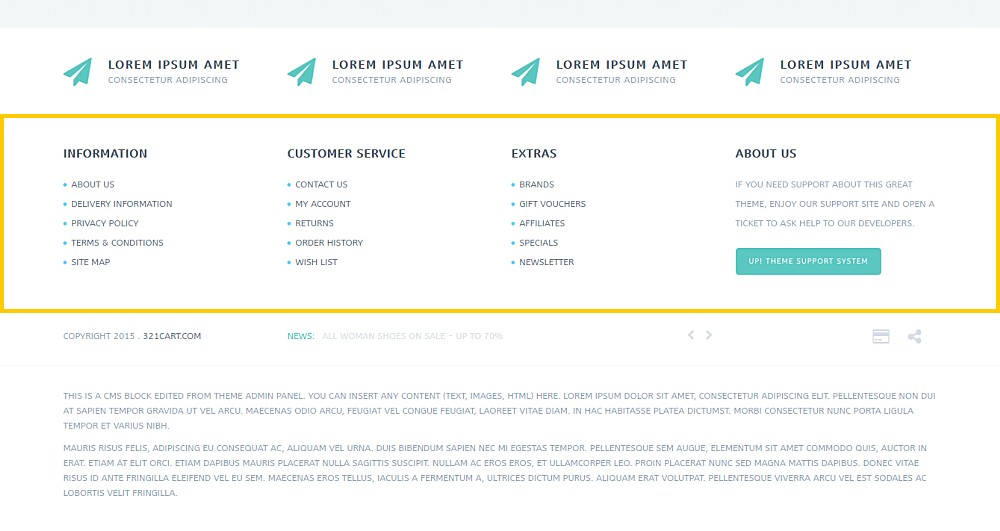 LOREM IPSUM AMET
CONSECTETUR ADIPISCING
LOREM IPSUM AMET
CONSECTETUR ADIPISCING
LOREM IPSUM AMET
CONSECTETUR ADIPISCING
LOREM IPSUM AMET
CONSECTETUR ADIPISCING
INFORMATION
ABOUT US
DELIVERY INFORMATION
PRIVACY POLICY
TERMS & CONDITIONS
SITE MAP
CUSTOMER SERVICE
CONTACT US
MY ACCOUNT
RETURNS
ORDER HISTORY
WISH LIST
EXTRAS
BRANDS
GIFT VOUCHERS
AFFILIATES
SPECIALS
NEWSLETTER
ABOUT US
IF YOU NEED SUPPORT ABOUT THIS GREAT
THEME, ENJOY OUR SUPPORT SITE AND OPEN A
TICKET TO ASK HELP TO OUR DEVELOPERS.
UP! THEME SUPPORT SYSTEM
COPYRIGHT 2015 . 321CART.COM
NEWS: ALL WOMAN SHOES ON SALE - UP TO 70%
THIS IS A CMS BLOCK EDITED FROM THEME ADMIN PANEL. YOU CAN INSERT ANY CONTENT (TEXT, IMAGES, HTML) HERE. LOREM IPSUM DOLOR SIT AMET, CONSECTETUR ADIPISCING ELIT. PELLENTESQUE NON DUI
AT SAPIEN TEMPOR GRAVIDA UT VEL ARCU. MAECENAS ODIO ARCU, FEUGIAT VEL CONGUE FEUGIAT, LAOREET VITAE DIAM. IN HAC HABITASSE PLATEA DICTUMST. MORBI CONSECTETUR NUNC PORTA LIGULA
TEMPOR ET VARIUS NIBH.
MAURIS RISUS FELIS, ADIPISCING EU CONSEQUAT AC, ALIQUAM VEL URNA. DUIS BIBENDUM SAPIEN NEC MI EGESTAS TEMPOR. PELLENTESQUE SEM AUGUE, ELEMENTUM SIT AMET COMMODO QUIS, AUCTOR IN
ERAT. ETIAM AT ELIT ORCI. ETIAM DAPIBUS MAURIS PLACERAT NULLA SAGITTIS SUSCIPIT. NULLAM AC EROS EROS, ET ULLAMCORPER LEO. PROIN PLACERAT NUNC SED MAGNA MATTIS DAPIBUS. DONEC VITAE
RISUS ID ANTE FRINGILLA ELEIFEND VEL EU SEM. MAECENAS EROS TELLUS, IACULIS A FERMENTUM A, ULTRICES DICTUM PURUS. ALIQUAM ERAT VOLUTPAT. PELLENTESQUE VIVERRA ARCU VEL EST SODALES AC
LOBORTIS VELIT FRINGILLA.